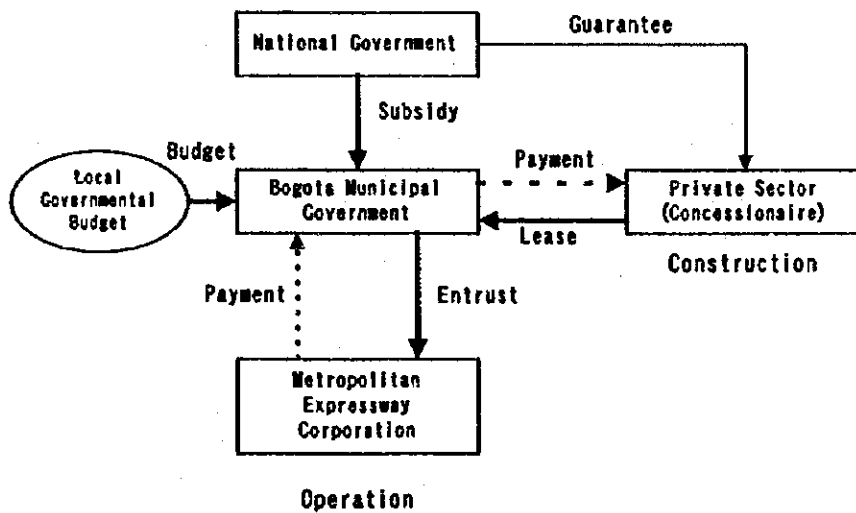 National Government
Guarantee
Subsidy
Budget
Payment
Local
Governmental
Budget
Bogota Municipal
Government
Private Sector
(Concessionaire)
Lease
Construction
Payment
Entrust
Metropolitan
Expressway
Corporation
Operation